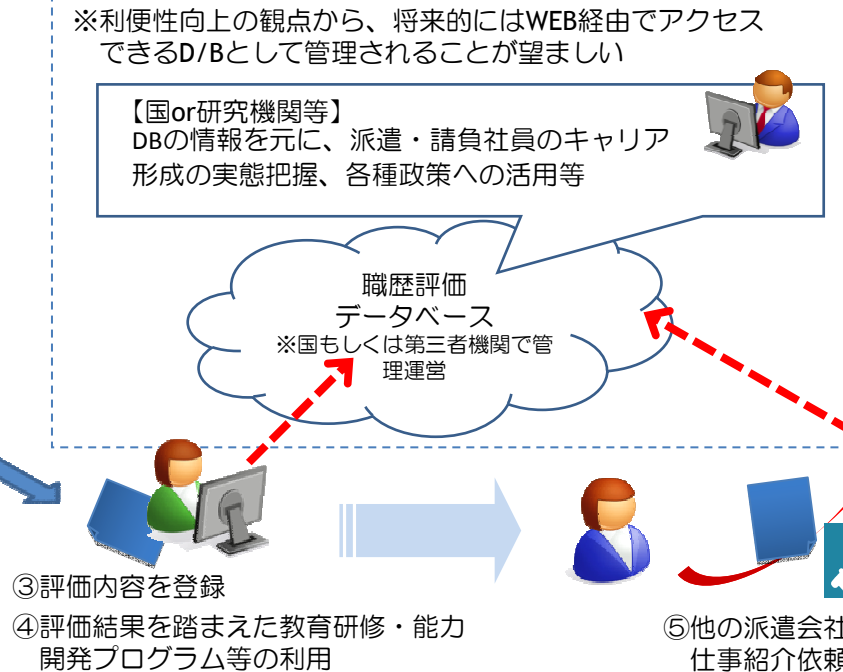 ※利便性向上の観点から、将来的にはWEB経由でアクセス
できるD/Bとして管理されることが望ましい
【国or研究機関等】
DBの情報を元に、派遣・請負社員のキャリア
形成の実態把握、各種政策への活用等
職歴評価
データベース
※国もしくは第三者機関で管
理運営
③評価内容を登録
④評価結果を踏まえた教育研修・能力
開発プログラム等の利用
⑤他の派遣会社
仕事紹介依頼